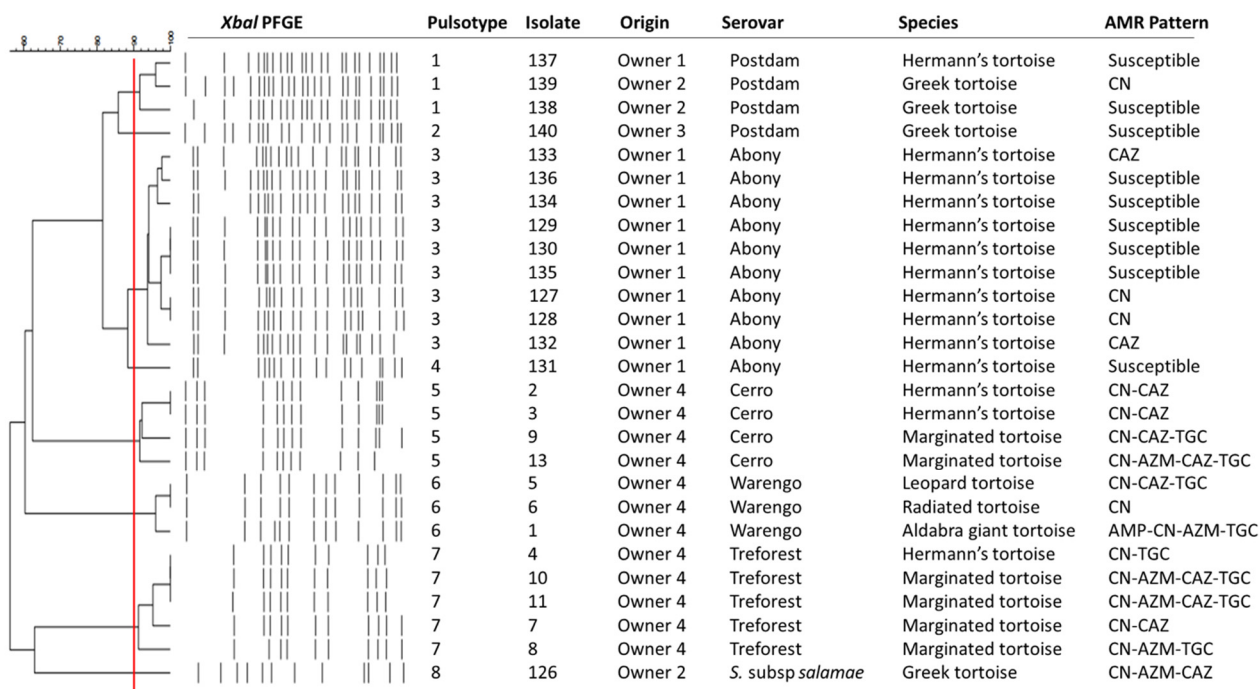 XbaI PFGE Pulsotype Isolate Origin Serovar Species AMR Pattern
60 70 80 90 100
1 137 Owner 1 Postdam Hermann's tortoise Susceptible
1 139 Owner 2 Postdam Greek tortoise CN
1 138 Owner 2 Postdam Greek tortoise Susceptible
2 140 Owner 3 Postdam Greek tortoise Susceptible
3 133 Owner 1 Abony Hermann's tortoise CAZ
3 136 Owner 1 Abony Hermann's tortoise Susceptible
3 134 Owner 1 Abony Hermann's tortoise Susceptible
3 129 Owner 1 Abony Hermann's tortoise Susceptible
3 130 Owner 1 Abony Hermann's tortoise Susceptible
3 135 Owner 1 Abony Hermann's tortoise Susceptible
3 127 Owner 1 Abony Hermann's tortoise CN
3 128 Owner 1 Abony Hermann's tortoise CN
3 132 Owner 1 Abony Hermann's tortoise CAZ
4 131 Owner 1 Abony Hermann's tortoise Susceptible
5 2 Owner 4 Cerro Hermann's tortoise CN-CAZ
5 3 Owner 4 Cerro Hermann's tortoise CN-CAZ
5 9 Owner 4 Cerro Marginated tortoise CN-CAZ-TGC
5 13 Owner 4 Cerro Marginated tortoise CN-AZM-CAZ-TGC
6 5 Owner 4 Warengo Leopard tortoise CN-CAZ-TGC
6 6 Owner 4 Warengo Radiated tortoise CN
6 1 Owner 4 Warengo Aldabra giant tortoise AMP-CN-AZM-TGC
7 4 Owner 4 Treforest Hermann's tortoise CN-TGC
7 10 Owner 4 Treforest Marginated tortoise CN-AZM-CAZ-TGC
7 11 Owner 4 Treforest Marginated tortoise CN-AZM-CAZ-TGC
7 7 Owner 4 Treforest Marginated tortoise CN-CAZ
7 8 Owner 4 Treforest Marginated tortoise CN-AZM-TGC
8 126 Owner 2 S. subsp salamae Greek tortoise CN-AZM-CAZ